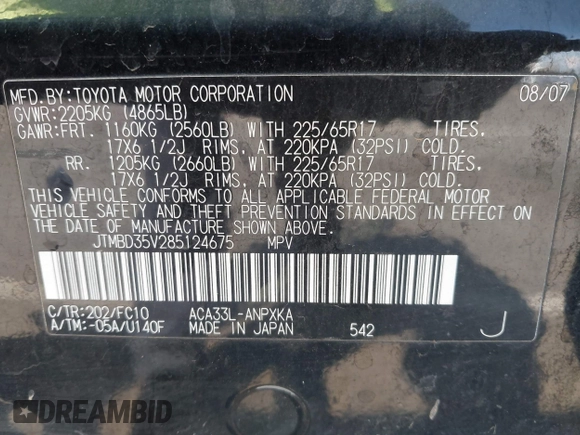 MFD.BY:TOYOTA MOTOR CORPORATION 08/07
GVWR:2205KG (4865LB)
GAWR:FRT. 1160KG (2560LB) WITH 225/65R17 TIRES,
17X6 1/2J RIMS, AT 220KPA (32PSI) COLD.
RR. 1205KG (2660LB) WITH 225/65R17 TIRES,
17X6 1/2J RIMS, AT 220KPA (32PSI) COLD.
THIS VEHICLE CONFORMS TO ALL APPLICABLE FEDERAL MOTOR
VEHICLE SAFETY AND THEFT PREVENTION STANDARDS IN EFFECT ON
THE DATE OF MANUFACTURE SHOWN ABOVE.
JTMBD35V285124675 MPV
C/TR:202/FC10 ACA33L-ANPXKA
A/TM:-05A/U140F MADE IN JAPAN 542 J
DREAMBID